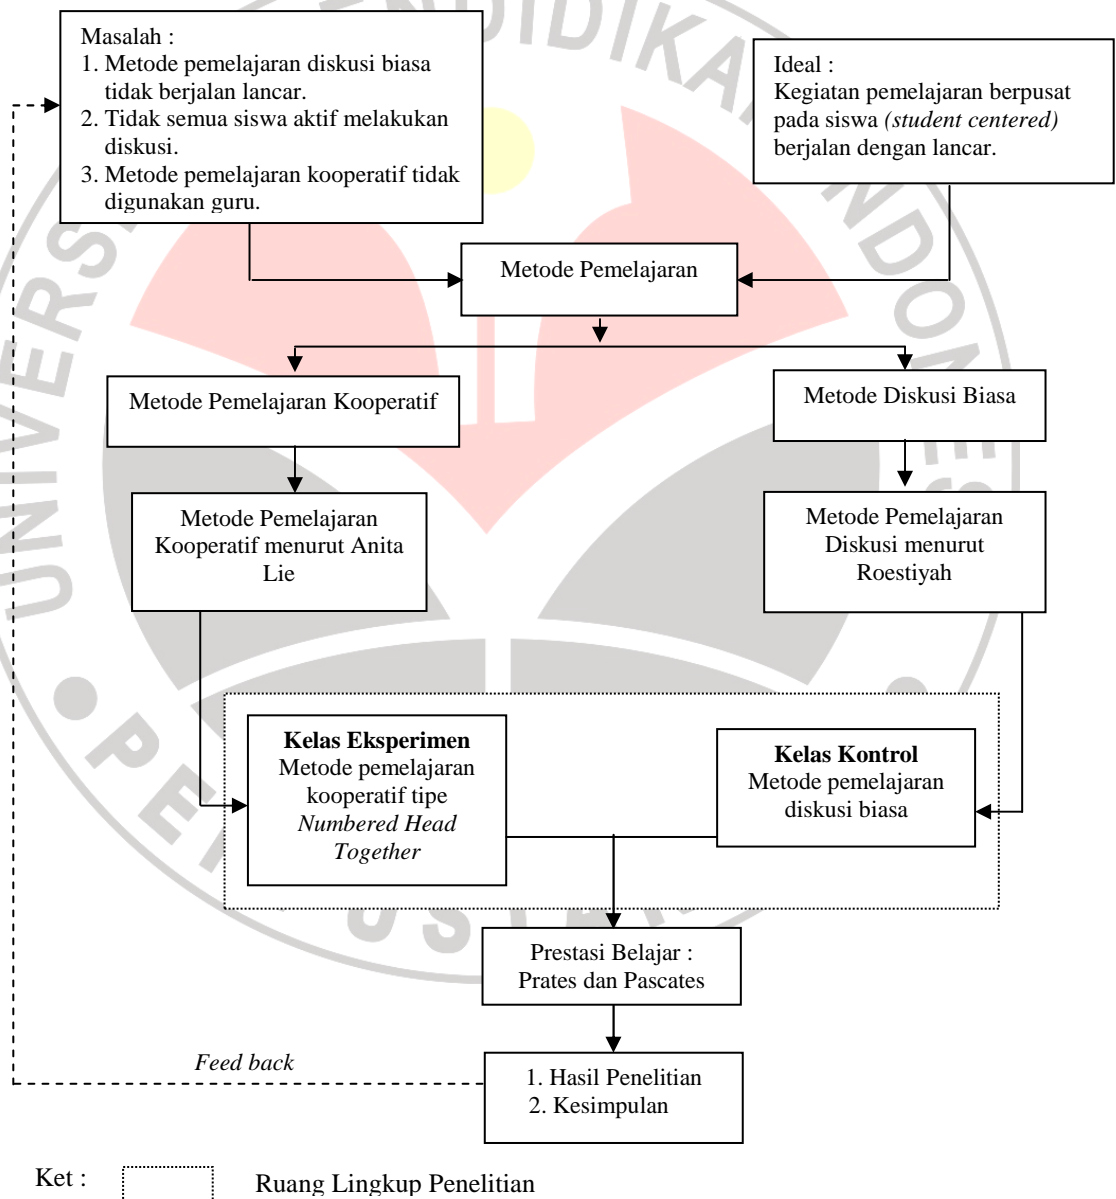 Masalah :
1. Metode pemelajaran diskusi biasa
tidak berjalan lancar.
2. Tidak semua siswa aktif melakukan
diskusi.
3. Metode pemelajaran kooperatif tidak
digunakan guru.
Ideal :
Kegiatan pemelajaran berpusat
pada siswa (student centered)
berjalan dengan lancar.
Metode Pemelajaran
Metode Pemelajaran Kooperatif
Metode Diskusi Biasa
Metode Pemelajaran
Kooperatif menurut Anita
Lie
Metode Pemelajaran
Diskusi menurut
Roestiyah
Kelas Eksperimen
Metode pemelajaran
kooperatif tipe
Numbered Head
Together
Kelas Kontrol
Metode pemelajaran
diskusi biasa
Prestasi Belajar :
Prates dan Pascates
Feed back
1. Hasil Penelitian
2. Kesimpulan
Ket :
Ruang Lingkup Penelitian